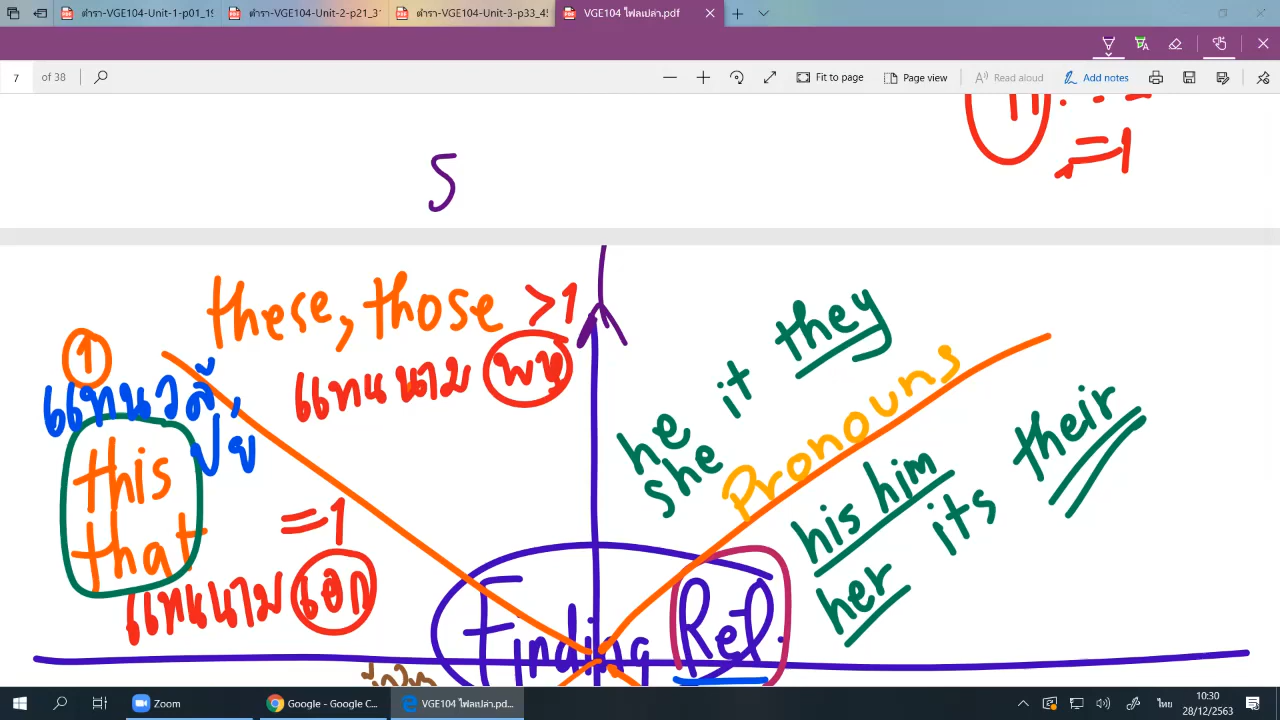 ตำรา-VGE104-Unit-1-p01_1
ตำรา-VGE104-Unit-2-p21_3
ตำรา-VGE104-Unit-3-p33_4
VGE104 ไฟลเปล่า.pdf
7 of 38
Fit to page
Page view
Read aloud
Add notes
=1
S
these, those >1
แทนนาม พหู
1
แทนวลี
ปย
this
that
=1
แทนนาม เอก
he
she
it
they
Pronouns
his him
her
its
their
Finding Ref.
Zoom
Google - Google C...
VGE104 ไฟลเปล่า.pd...
ไทย
10:30
28/12/2563